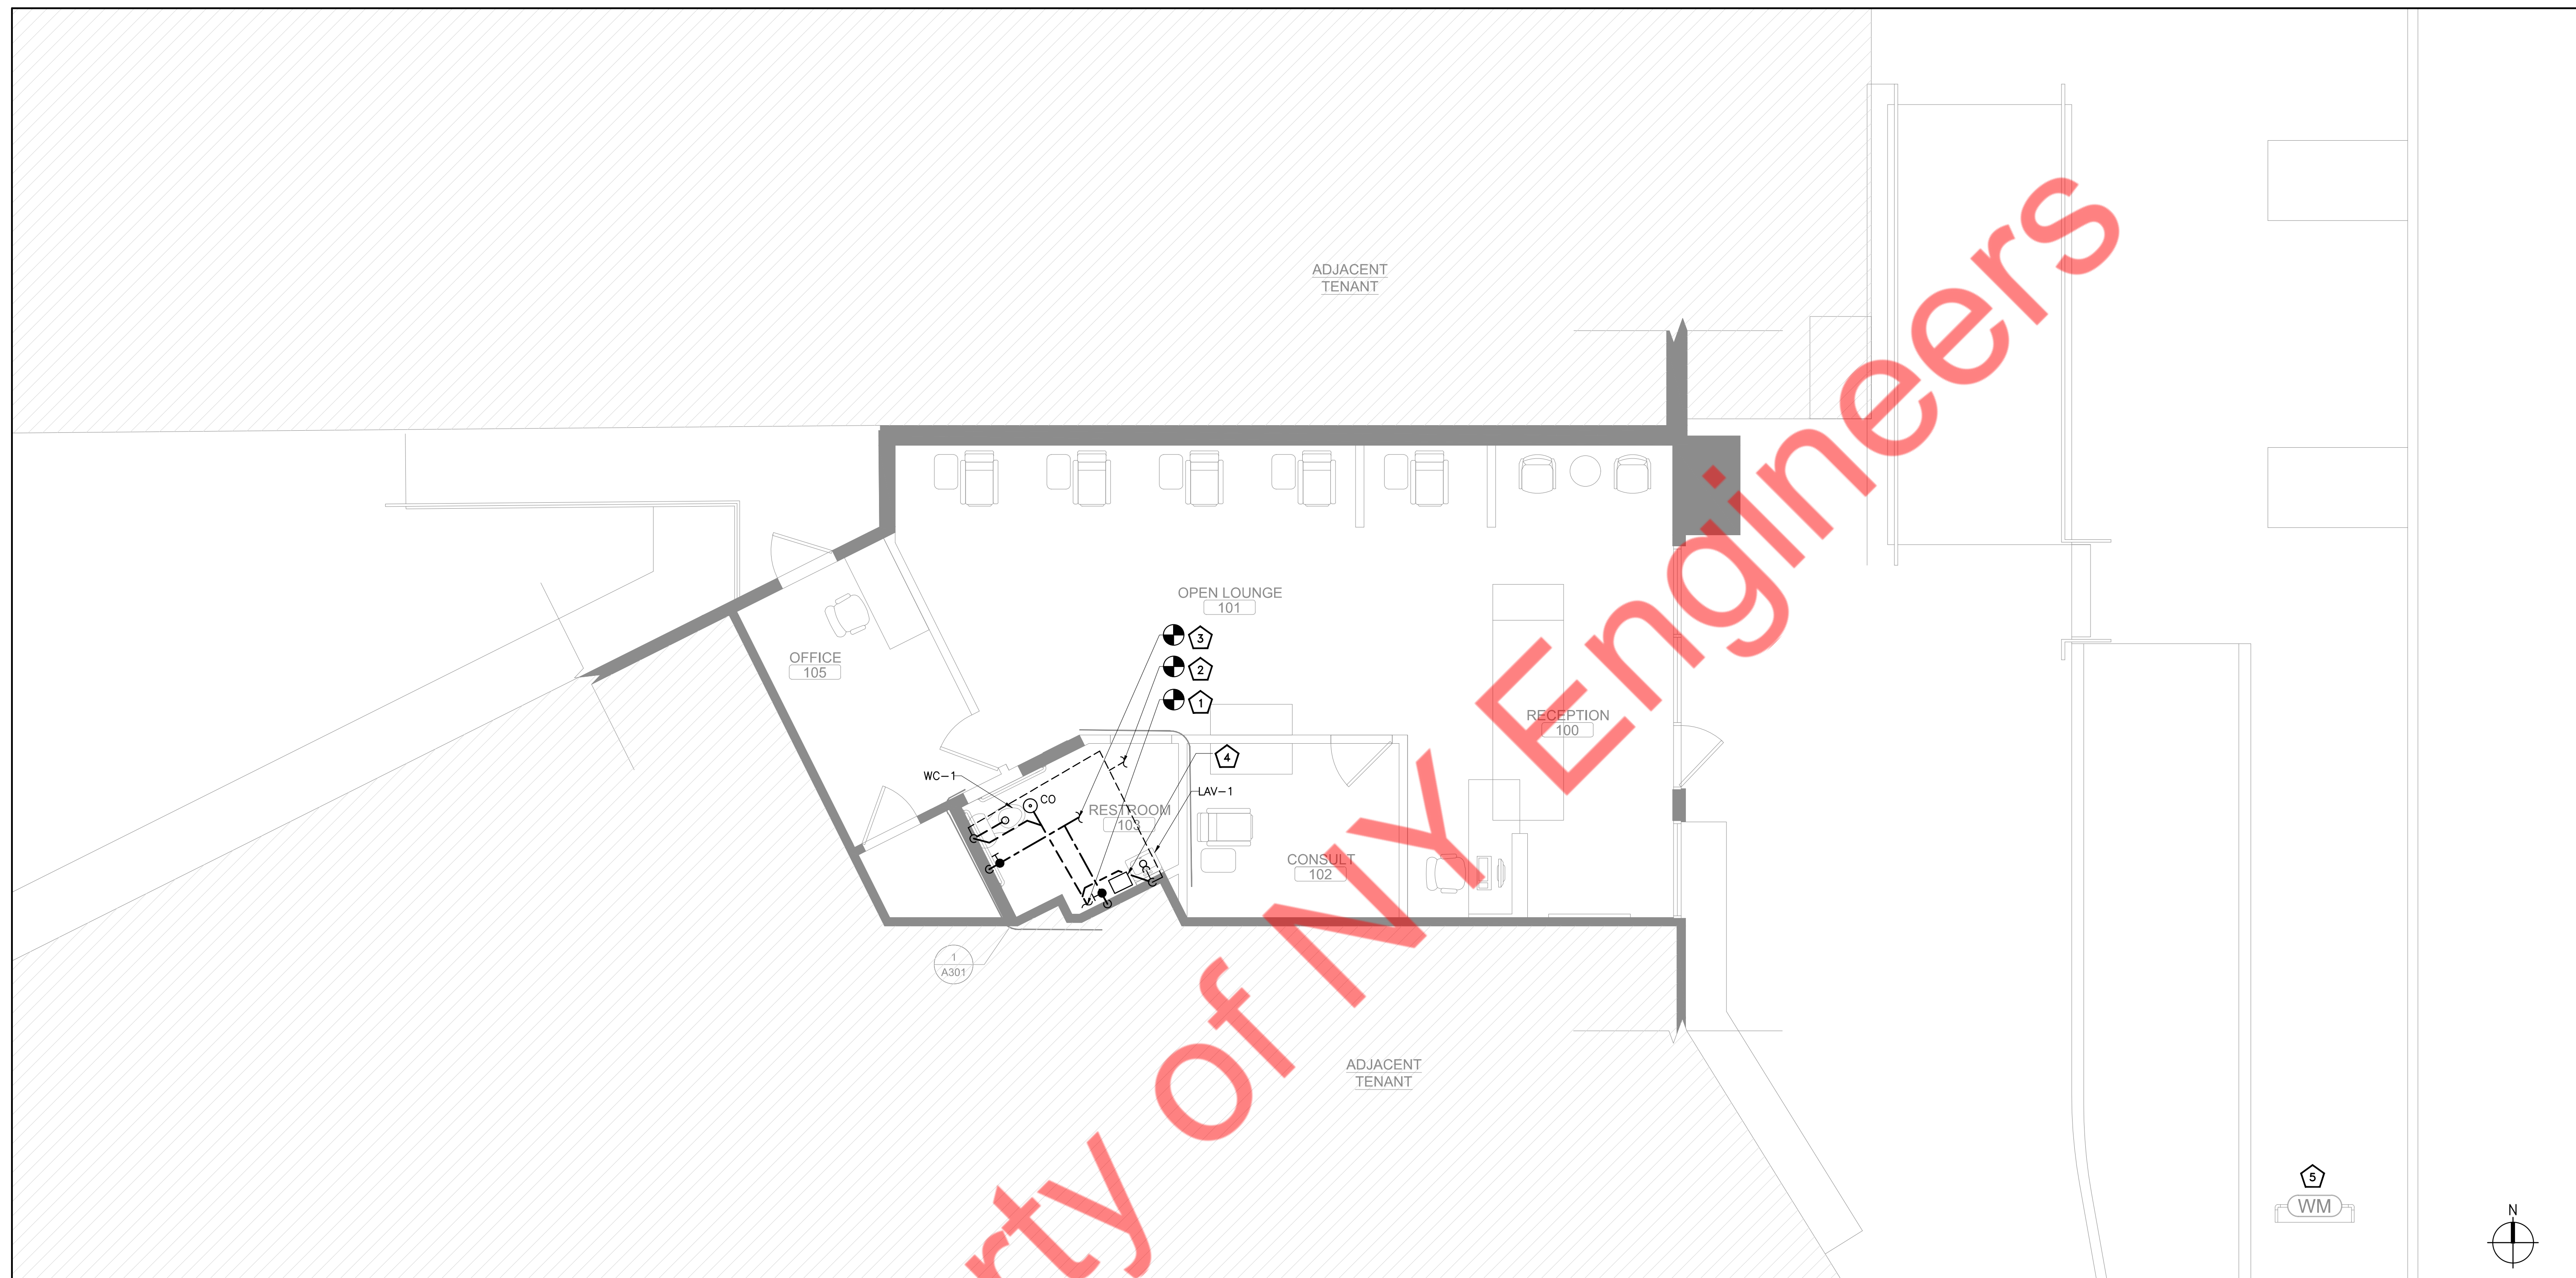 ADJACENT
TENANT
OPEN LOUNGE
101
3
2
1
OFFICE
105
RECEPTION
100
4
WC-1
CO
LAV-1
RESTROOM
103
CONSULT
102
1
A301
ADJACENT
TENANT
5
WM
N
rty of NY Engineers